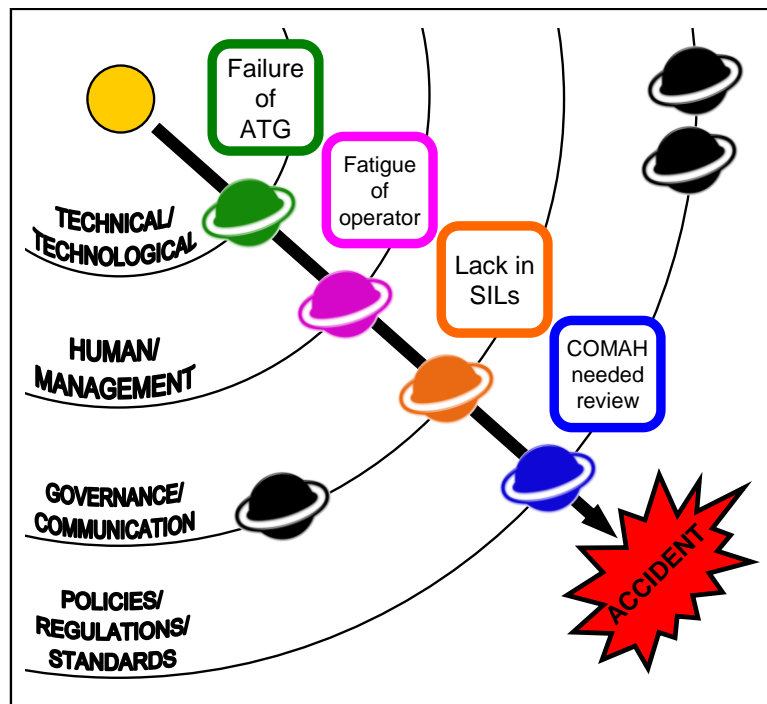 Failure
of
ATG
Fatigue
of
operator
TECHNICAL/
TECHNOLOGICAL
Lack in
SILs
HUMAN/
MANAGEMENT
COMAH
needed
review
GOVERNANCE/
COMMUNICATION
ACCIDENT
POLICIES/
REGULATIONS/
STANDARDS